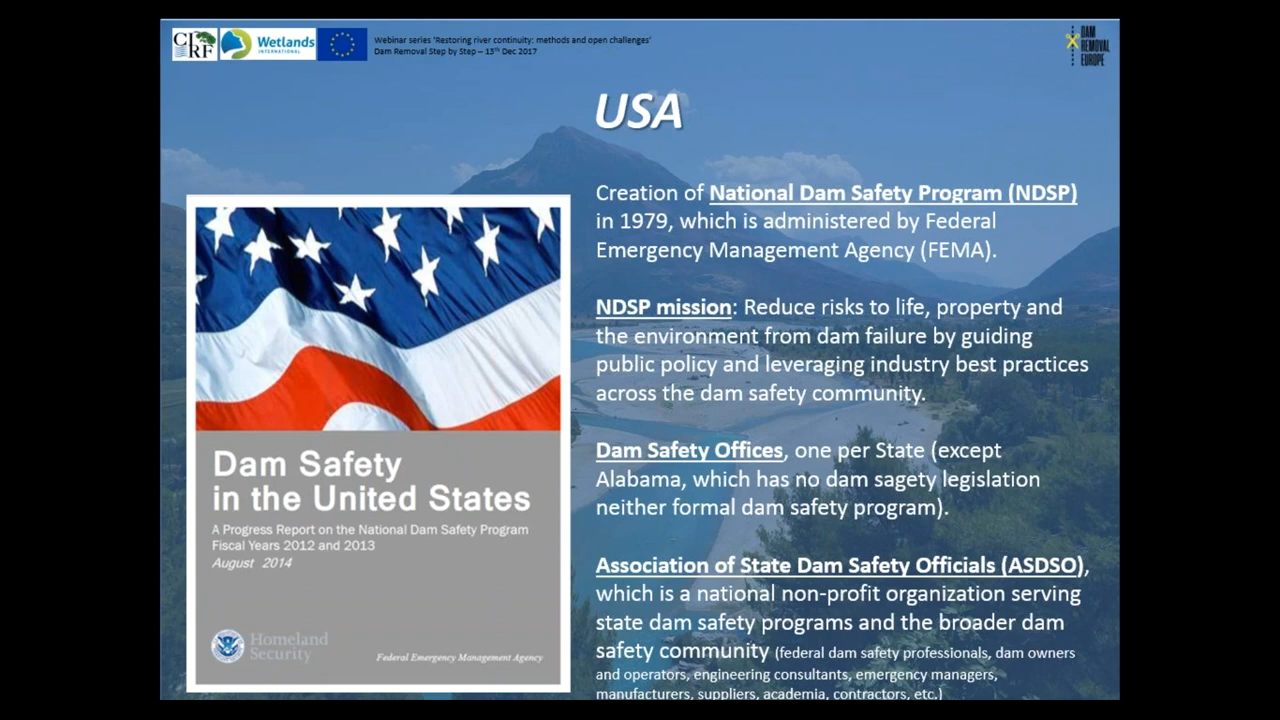 CIRF
Wetlands
INTERNATIONAL
Webinar series 'Restoring river continuity: methods and open challenges'
Dam Removal Step by Step – 13th Dec 2017
DAM
REMOVAL
EUROPE
USA
Creation of National Dam Safety Program (NDSP)
in 1979, which is administered by Federal
Emergency Management Agency (FEMA).
NDSP mission: Reduce risks to life, property and
the environment from dam failure by guiding
public policy and leveraging industry best practices
across the dam safety community.
Dam Safety Offices, one per State (except
Alabama, which has no dam sagety legislation
neither formal dam safety program).
Association of State Dam Safety Officials (ASDSO),
which is a national non-profit organization serving
state dam safety programs and the broader dam
safety community (federal dam safety professionals, dam owners
and operators, engineering consultants, emergency managers,
manufacturers, suppliers, academia, contractors, etc.)
Dam Safety
in the United States
A Progress Report on the National Dam Safety Program
Fiscal Years 2012 and 2013
August 2014
Homeland
Security
Federal Emergency Management Agency